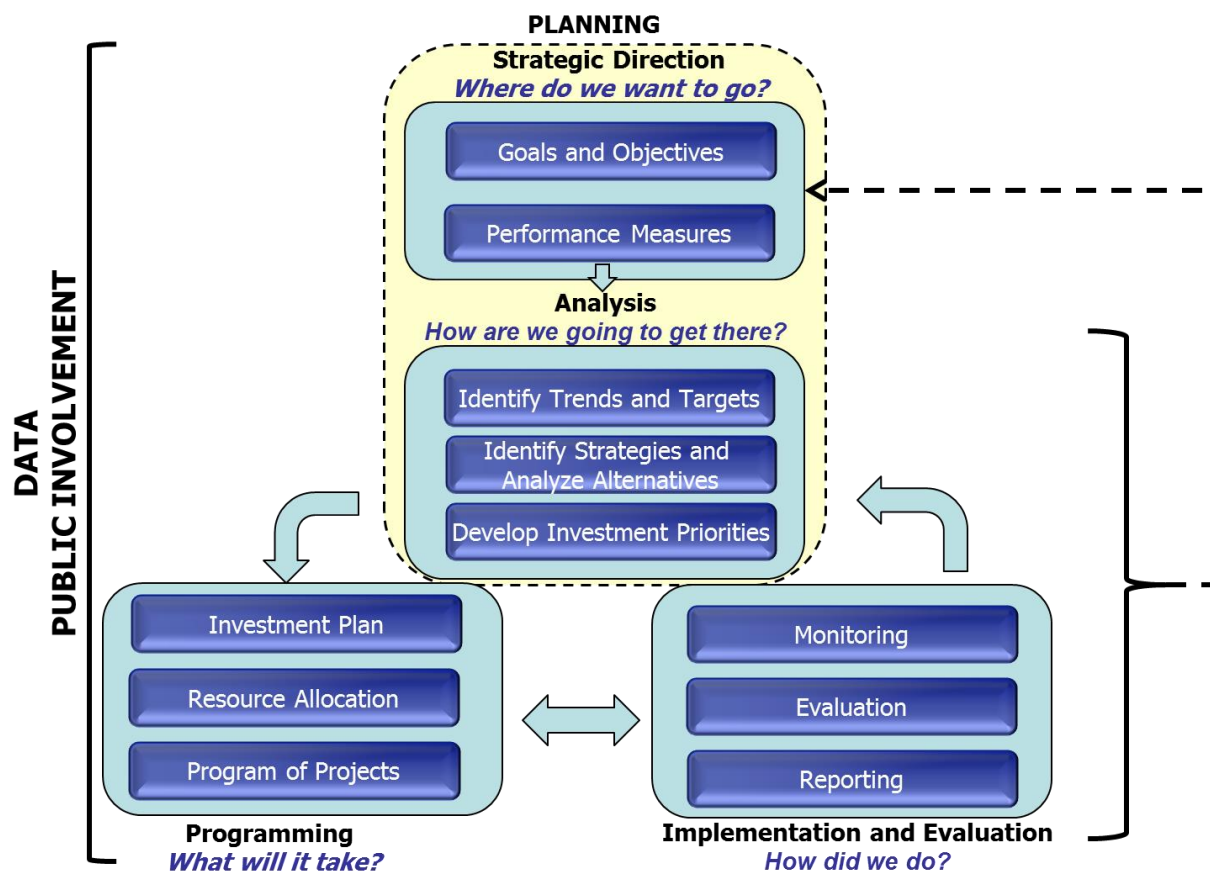 PLANNING
Strategic Direction
Where do we want to go?
Goals and Objectives
Performance Measures
Analysis
How are we going to get there?
Identify Trends and Targets
Identify Strategies and
Analyze Alternatives
Develop Investment Priorities
DATA
PUBLIC INVOLVEMENT
Investment Plan
Resource Allocation
Program of Projects
Programming
What will it take?
Monitoring
Evaluation
Reporting
Implementation and Evaluation
How did we do?